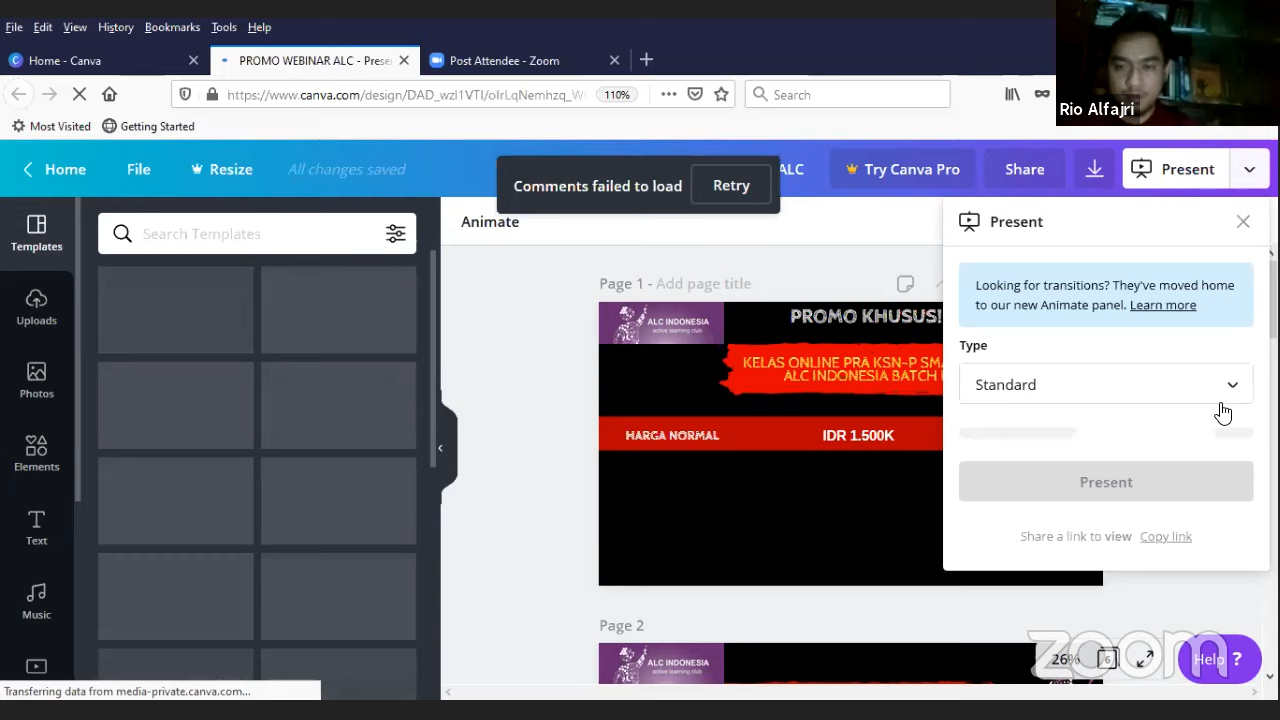 File Edit View History Bookmarks Tools Help
Home - Canva
PROMO WEBINAR ALC - Prese
Post Attendee - Zoom
https://www.canva.com/design/DAD_wzi1VTI/oIrLqNemhzq_W
110%
Search
Rio Alfajri
Most Visited
Getting Started
Home
File
Resize
All changes saved
Comments failed to load
Retry
ALC
Try Canva Pro
Share
Present
Templates
Search Templates
Animate
Present
Looking for transitions? They've moved home
to our new Animate panel. Learn more
Type
Standard
Present
Share a link to view Copy link
Uploads
Photos
Elements
Text
Music
Page 1 - Add page title
ALC INDONESIA
active learning club
PROMO KHUSUS!
KELAS ONLINE PRA KSN-P SMA
ALC INDONESIA BATCH
HARGA NORMAL
IDR 1.500K
Page 2
ALC INDONESIA
active learning club
26%
6
Help ?
zoom
Transferring data from media-private.canva.com...